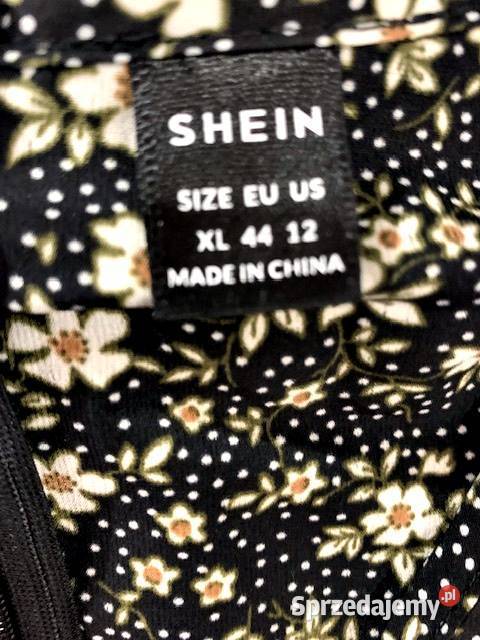 SHEIN
SIZE EU US
XL 44 12
MADE IN CHINA
Sprzedajemy.pl